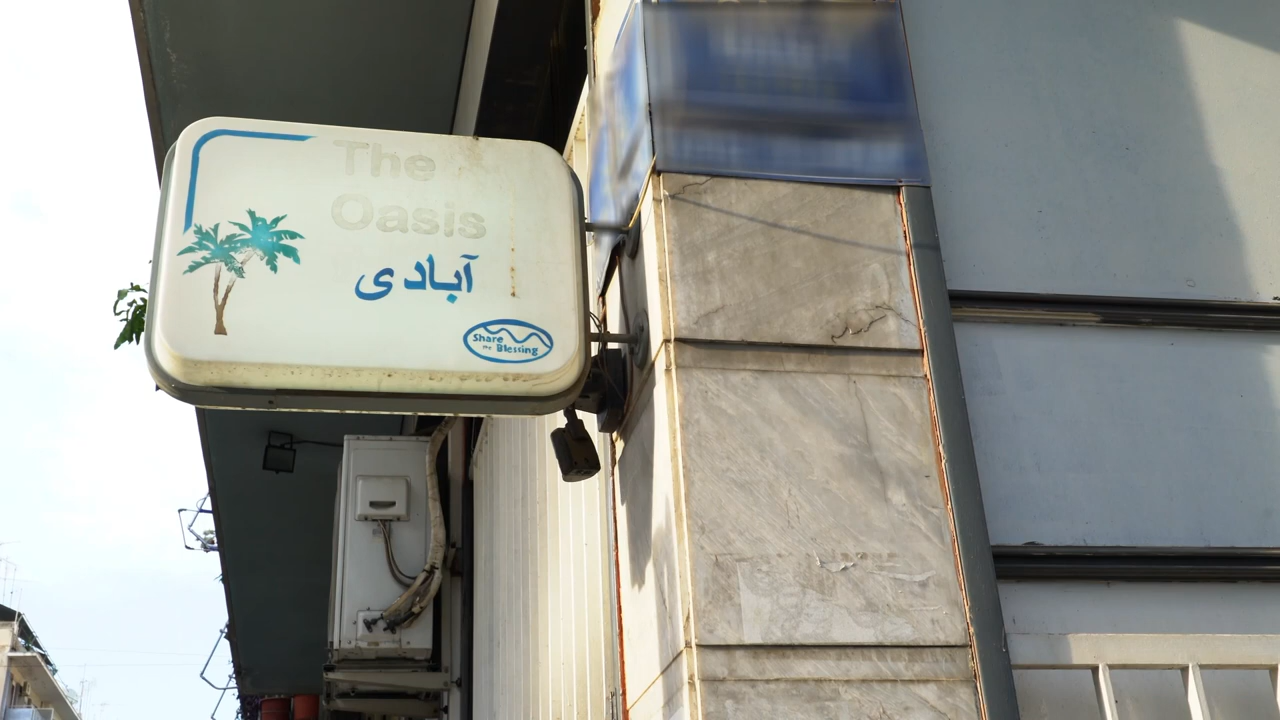 The
Oasis
آبادی
Share
the Blessing